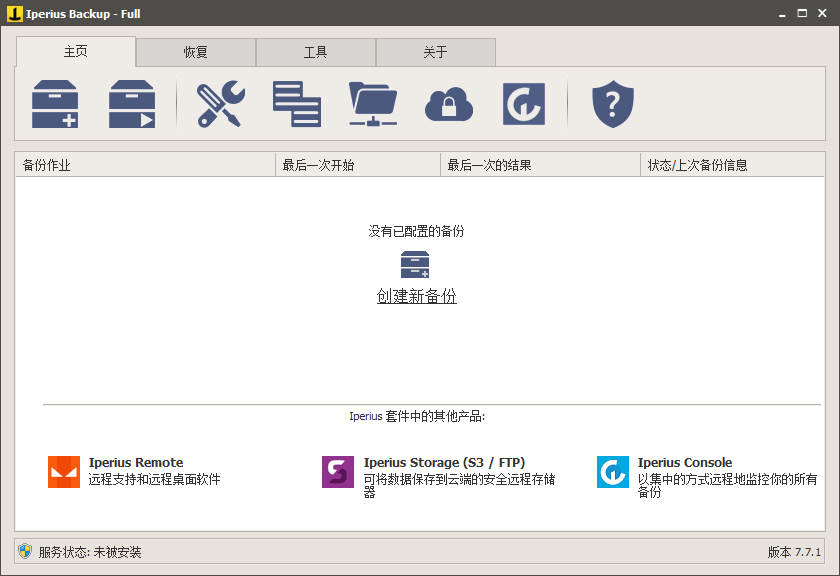 Iperius Backup - Full
主页
恢复
工具
关于
备份作业
最后一次开始
最后一次的结果
状态/上次备份信息
没有已配置的备份
创建新备份
Iperius 套件中的其他产品:
Iperius Remote
远程支持和远程桌面软件
Iperius Storage (S3 / FTP)
可将数据保存到云端的安全远程存储
器
Iperius Console
以集中的方式远程地监控你的所有
备份
服务状态: 未被安装
版本 7.7.1